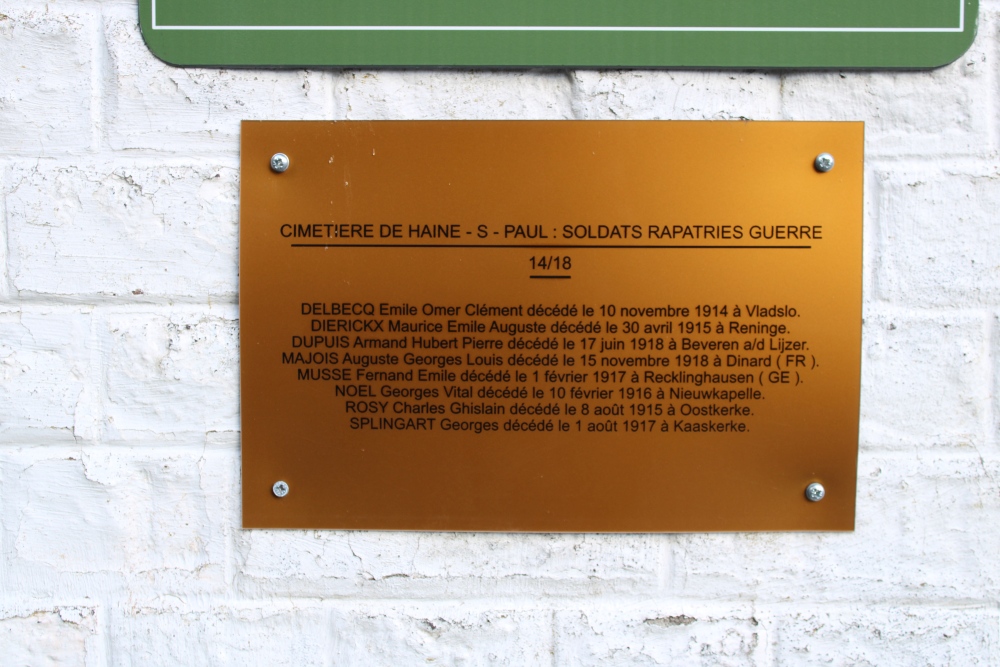 CIMETIERE DE HAINE - S - PAUL : SOLDATS RAPATRIES GUERRE
14/18
DELBECQ Emile Omer Clément décédé le 10 novembre 1914 à Vladslo.
DIERICKX Maurice Emile Auguste décédé le 30 avril 1915 à Reninge.
DUPUIS Armand Hubert Pierre décédé le 17 juin 1918 à Beveren a/d Lijzer.
MAJOIS Auguste Georges Louis décédé le 15 novembre 1918 à Dinard ( FR ).
MUSSE Fernand Emile décédé le 1 février 1917 à Recklinghausen ( GE ).
NOEL Georges Vital décédé le 10 février 1916 à Nieuwkapelle.
ROSY Charles Ghislain décédé le 8 août 1915 à Oostkerke.
SPLINGART Georges décédé le 1 août 1917 à Kaaskerke.